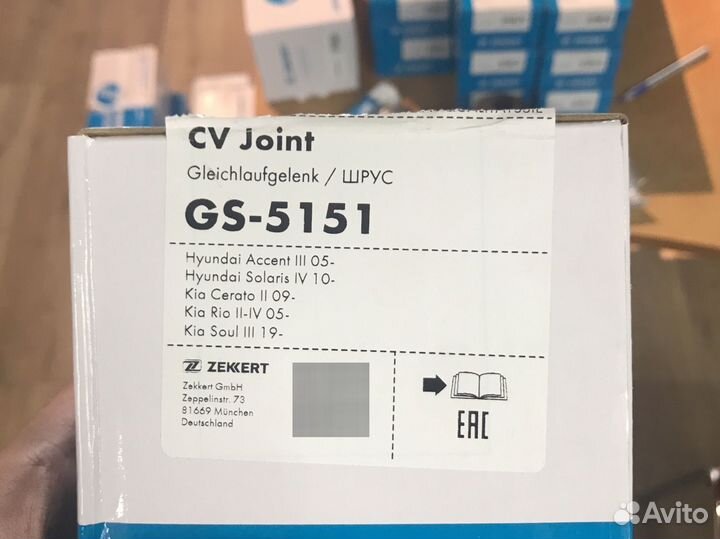 CV Joint
Gleichlaufgelenk / ШРУС
GS-5151
Hyundai Accent III 05-
Hyundai Solaris IV 10-
Kia Cerato II 09-
Kia Rio II-IV 05-
Kia Soul III 19-
ZEKKERT
Zekkert GmbH
Zeppelinstr. 73
81669 München
Deutschland
EAC
Avito